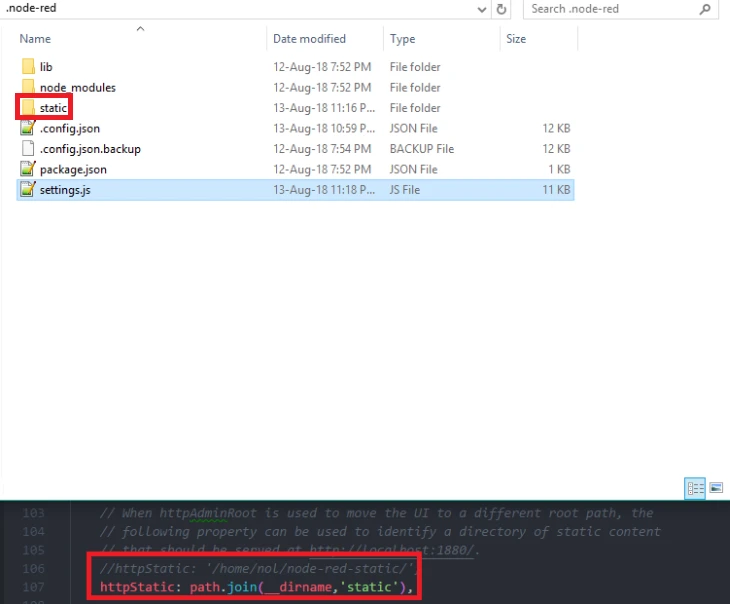 .node-red
Search .node-red
Name Date modified Type Size
lib 12-Aug-18 7:52 PM File folder
node_modules 12-Aug-18 7:52 PM File folder
static 13-Aug-18 11:16 P... File folder
.config.json 13-Aug-18 10:59 P... JSON File 12 KB
.config.json.backup 12-Aug-18 7:54 PM BACKUP File 12 KB
package.json 12-Aug-18 7:52 PM JSON File 1 KB
settings.js 13-Aug-18 11:18 P... JS File 11 KB
103 // When httpAdminRoot is used to move the UI to a different root path, the
104 // following property can be used to identify a directory of static content
105 // that should be served at http://localhost:1880/.
106 //httpStatic: '/home/nol/node-red-static/',
107 httpStatic: path.join(__dirname,'static'),
108